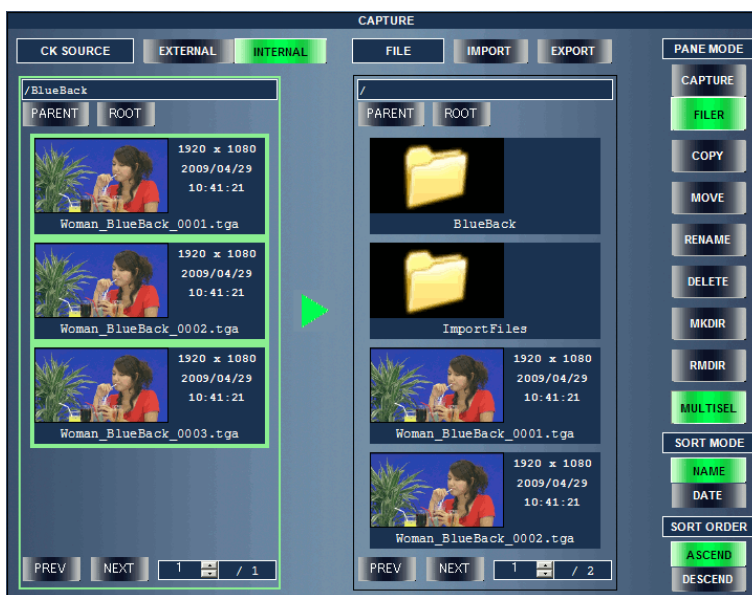 CAPTURE
CK SOURCE EXTERNAL INTERNAL
/BlueBack
PARENT ROOT
1920 x 1080
2009/04/29
10:41:21
Woman_BlueBack_0001.tga
1920 x 1080
2009/04/29
10:41:21
Woman_BlueBack_0002.tga
1920 x 1080
2009/04/29
10:41:21
Woman_BlueBack_0003.tga
PREV NEXT 1 / 1
FILE IMPORT EXPORT
/
PARENT ROOT
BlueBack
ImportFiles
1920 x 1080
2009/04/29
10:41:21
Woman_BlueBack_0001.tga
1920 x 1080
2009/04/29
10:41:21
Woman_BlueBack_0002.tga
PREV NEXT 1 / 2
PANE MODE
CAPTURE
FILER
COPY
MOVE
RENAME
DELETE
MKDIR
RMDIR
MULTISEL
SORT MODE
NAME
DATE
SORT ORDER
ASCEND
DESCEND